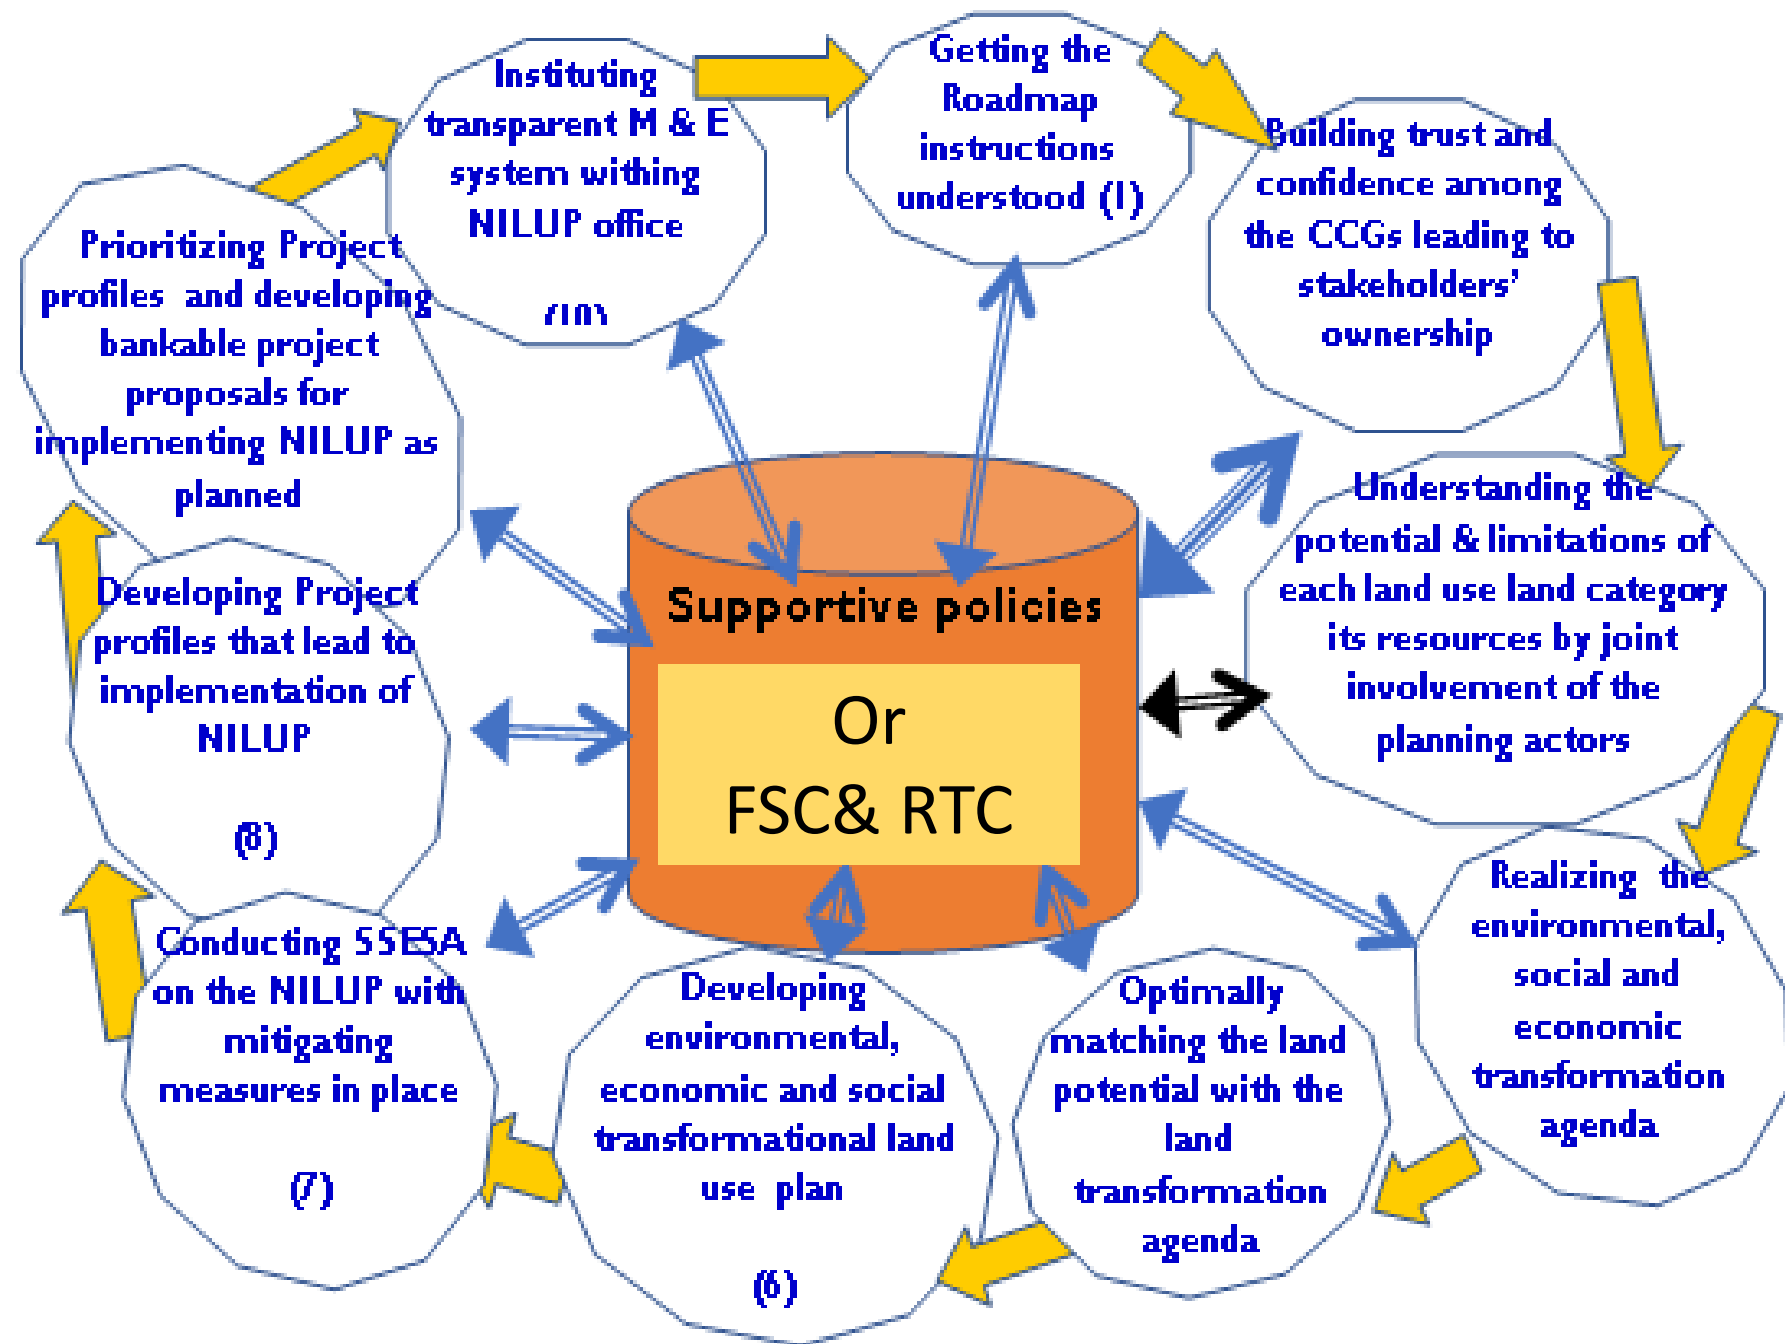 Getting the
Roadmap
instructions
understood (1)
Building trust and
confidence among
the CCGs leading to
stakeholders'
ownership
Understanding the
potential & limitations of
each land use land category
its resources by joint
involvement of the
planning actors
Realizing the
environmental,
social and
economic
transformation
agenda
Optimally
matching the land
potential with the
land
transformation
agenda
Developing
environmental,
economic and social
transformational land
use plan
(6)
Conducting SSESA
on the NILUP with
mitigating
measures in place
(7)
Developing Project
profiles that lead to
implementation of
NILUP
(8)
Prioritizing Project
profiles and developing
bankable project
proposals for
implementing NILUP as
planned
Instituting
transparent M & E
system withing
NILUP office
(10)
Supportive policies
Or
FSC& RTC